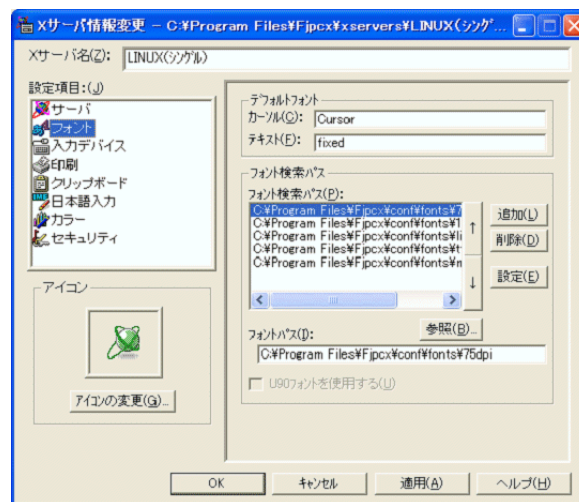 Xサーバ情報変更 - C:¥Program Files¥Fjpcx¥xservers¥LINUX(シングル...
Xサーバ名(Z): LINUX(シングル)
設定項目:(J)
サーバ
フォント
入力デバイス
印刷
クリップボード
日本語入力
カラー
セキュリティ
アイコン
アイコンの変更(G)...
デフォルトフォント
カーソル(C): Cursor
テキスト(F): fixed
フォント検索パス
フォント検索パス(P):
C:¥Program Files¥Fjpcx¥conf¥fonts¥7
C:¥Program Files¥Fjpcx¥conf¥fonts¥1
C:¥Program Files¥Fjpcx¥conf¥fonts¥li
C:¥Program Files¥Fjpcx¥conf¥fonts¥t
C:¥Program Files¥Fjpcx¥conf¥fonts¥m
↑
↓
追加(L)
削除(D)
設定(E)
フォントパス(I):
参照(B)...
C:¥Program Files¥Fjpcx¥conf¥fonts¥75dpi
U90フォントを使用する(U)
OK キャンセル 適用(A) ヘルプ(H)